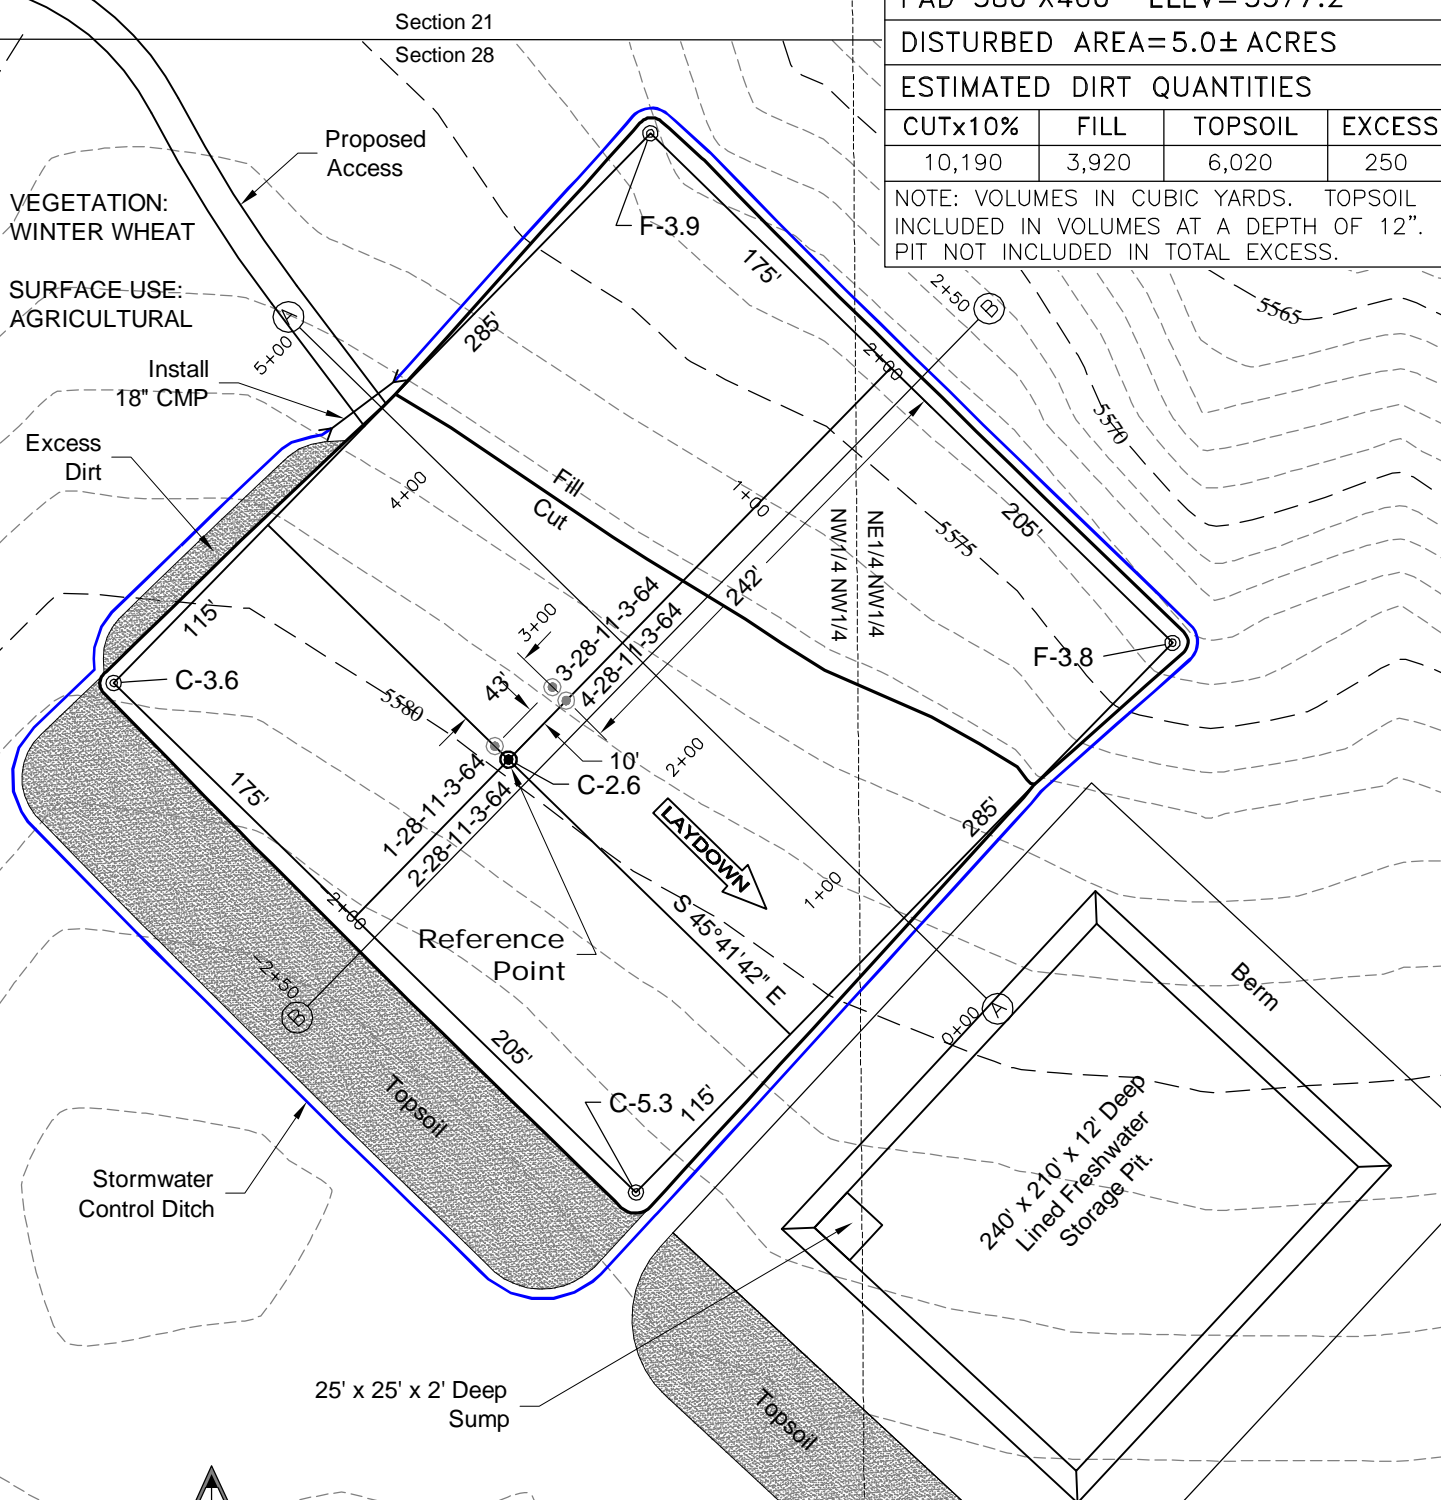 Section 21
Section 28
DISTURBED AREA=5.0± ACRES
ESTIMATED DIRT QUANTITIES
CUTx10% FILL TOPSOIL EXCESS
10,190 3,920 6,020 250
NOTE: VOLUMES IN CUBIC YARDS. TOPSOIL
INCLUDED IN VOLUMES AT A DEPTH OF 12".
PIT NOT INCLUDED IN TOTAL EXCESS.
Proposed
Access
VEGETATION:
WINTER WHEAT
SURFACE USE:
AGRICULTURAL
Install
18" CMP
Excess
Dirt
A
5+00
F-3.9
175'
285'
2+50
B
2+00
5565
5570
5575
4+00
Fill
Cut
1+00
205'
NW1/4 NW1/4
NE1/4 NW1/4
242'
F-3.8
115'
C-3.6
3+00
43'
3-28-11-3-64
4-28-11-3-64
5580
10'
C-2.6
2+00
1-28-11-3-64
2-28-11-3-64
LAYDOWN
285'
175'
2+00
1+00
Reference
Point
S 45°41'42" E
-2+50
B
0+00
A
Berm
205'
C-5.3
115'
Topsoil
240' x 210' x 12' Deep
Lined Freshwater
Storage Pit.
Stormwater
Control Ditch
25' x 25' x 2' Deep
Sump
Topsoil